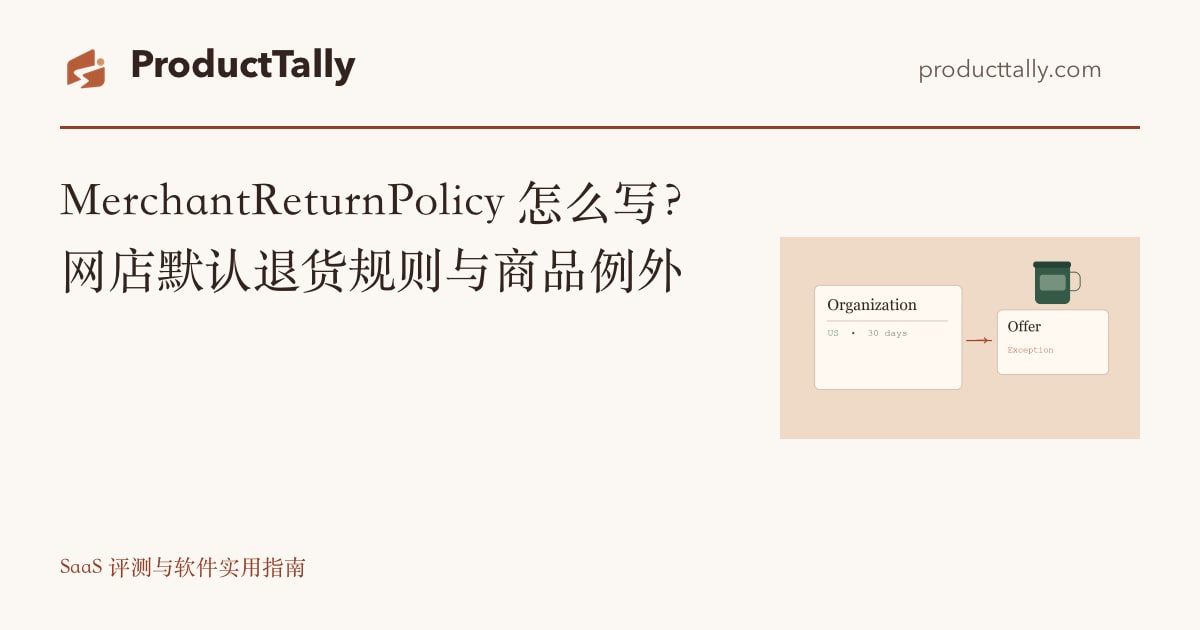 ProductTally
producttally.com
MerchantReturnPolicy 怎么写?
网店默认退货规则与商品例外
Organization
US • 30 days
Offer
Exception
SaaS 评测与软件实用指南